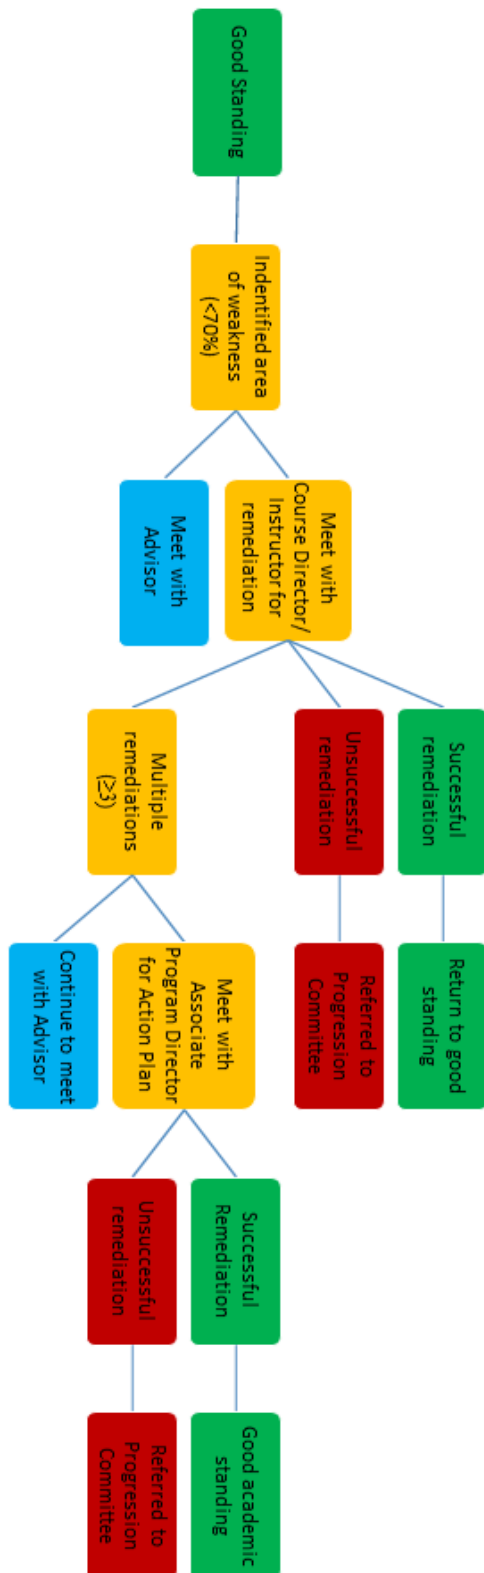 Good Standing
Indentified area
of weakness
(<70%)
Meet with
Course Director/
Instructor for
remediation
Meet with
Advisor
Successful
remediation
Unsuccessful
remediation
Multiple
remediations
(≥3)
Return to good
standing
Referred to
Progression
Committee
Meet with
Associate
Program Director
for Action Plan
Continue to meet
with Advisor
Successful
Remediation
Unsuccessful
remediation
Good academic
standing
Referred to
Progression
Committee